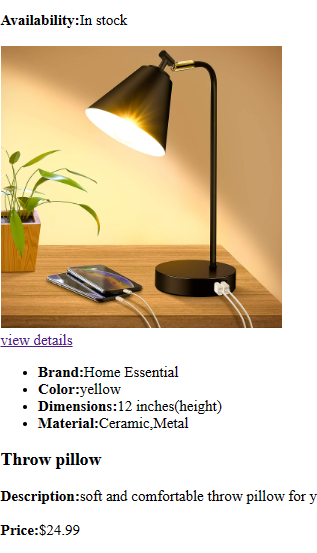 Availability:In stock
view details
Brand:Home Essential
Color:yellow
Dimensions:12 inches(height)
Material:Ceramic,Metal
Throw pillow
Description:soft and comfortable throw pillow for y
Price:$24.99